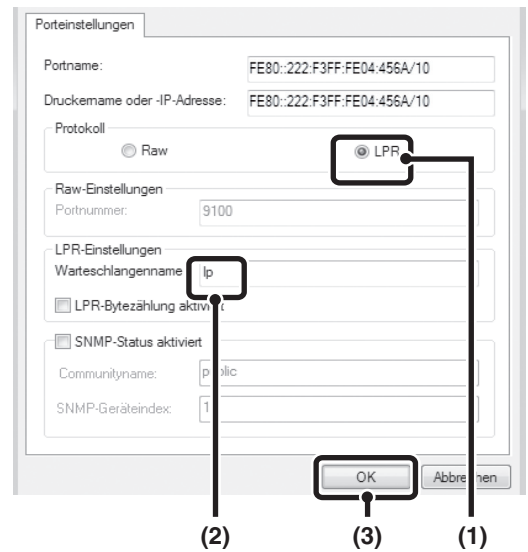 Porteinstellungen
Portname: FE80::222:F3FF:FE04:456A/10
Druckername oder -IP-Adresse: FE80::222:F3FF:FE04:456A/10
Protokoll
Raw LPR
Raw-Einstellungen
Portnummer: 9100
LPR-Einstellungen
Warteschlangenname lp
LPR-Bytezählung aktiviert
SNMP-Status aktiviert
Communityname: public
SNMP-Geräteindex: 1
OK Abbrechen
(2) (3) (1)